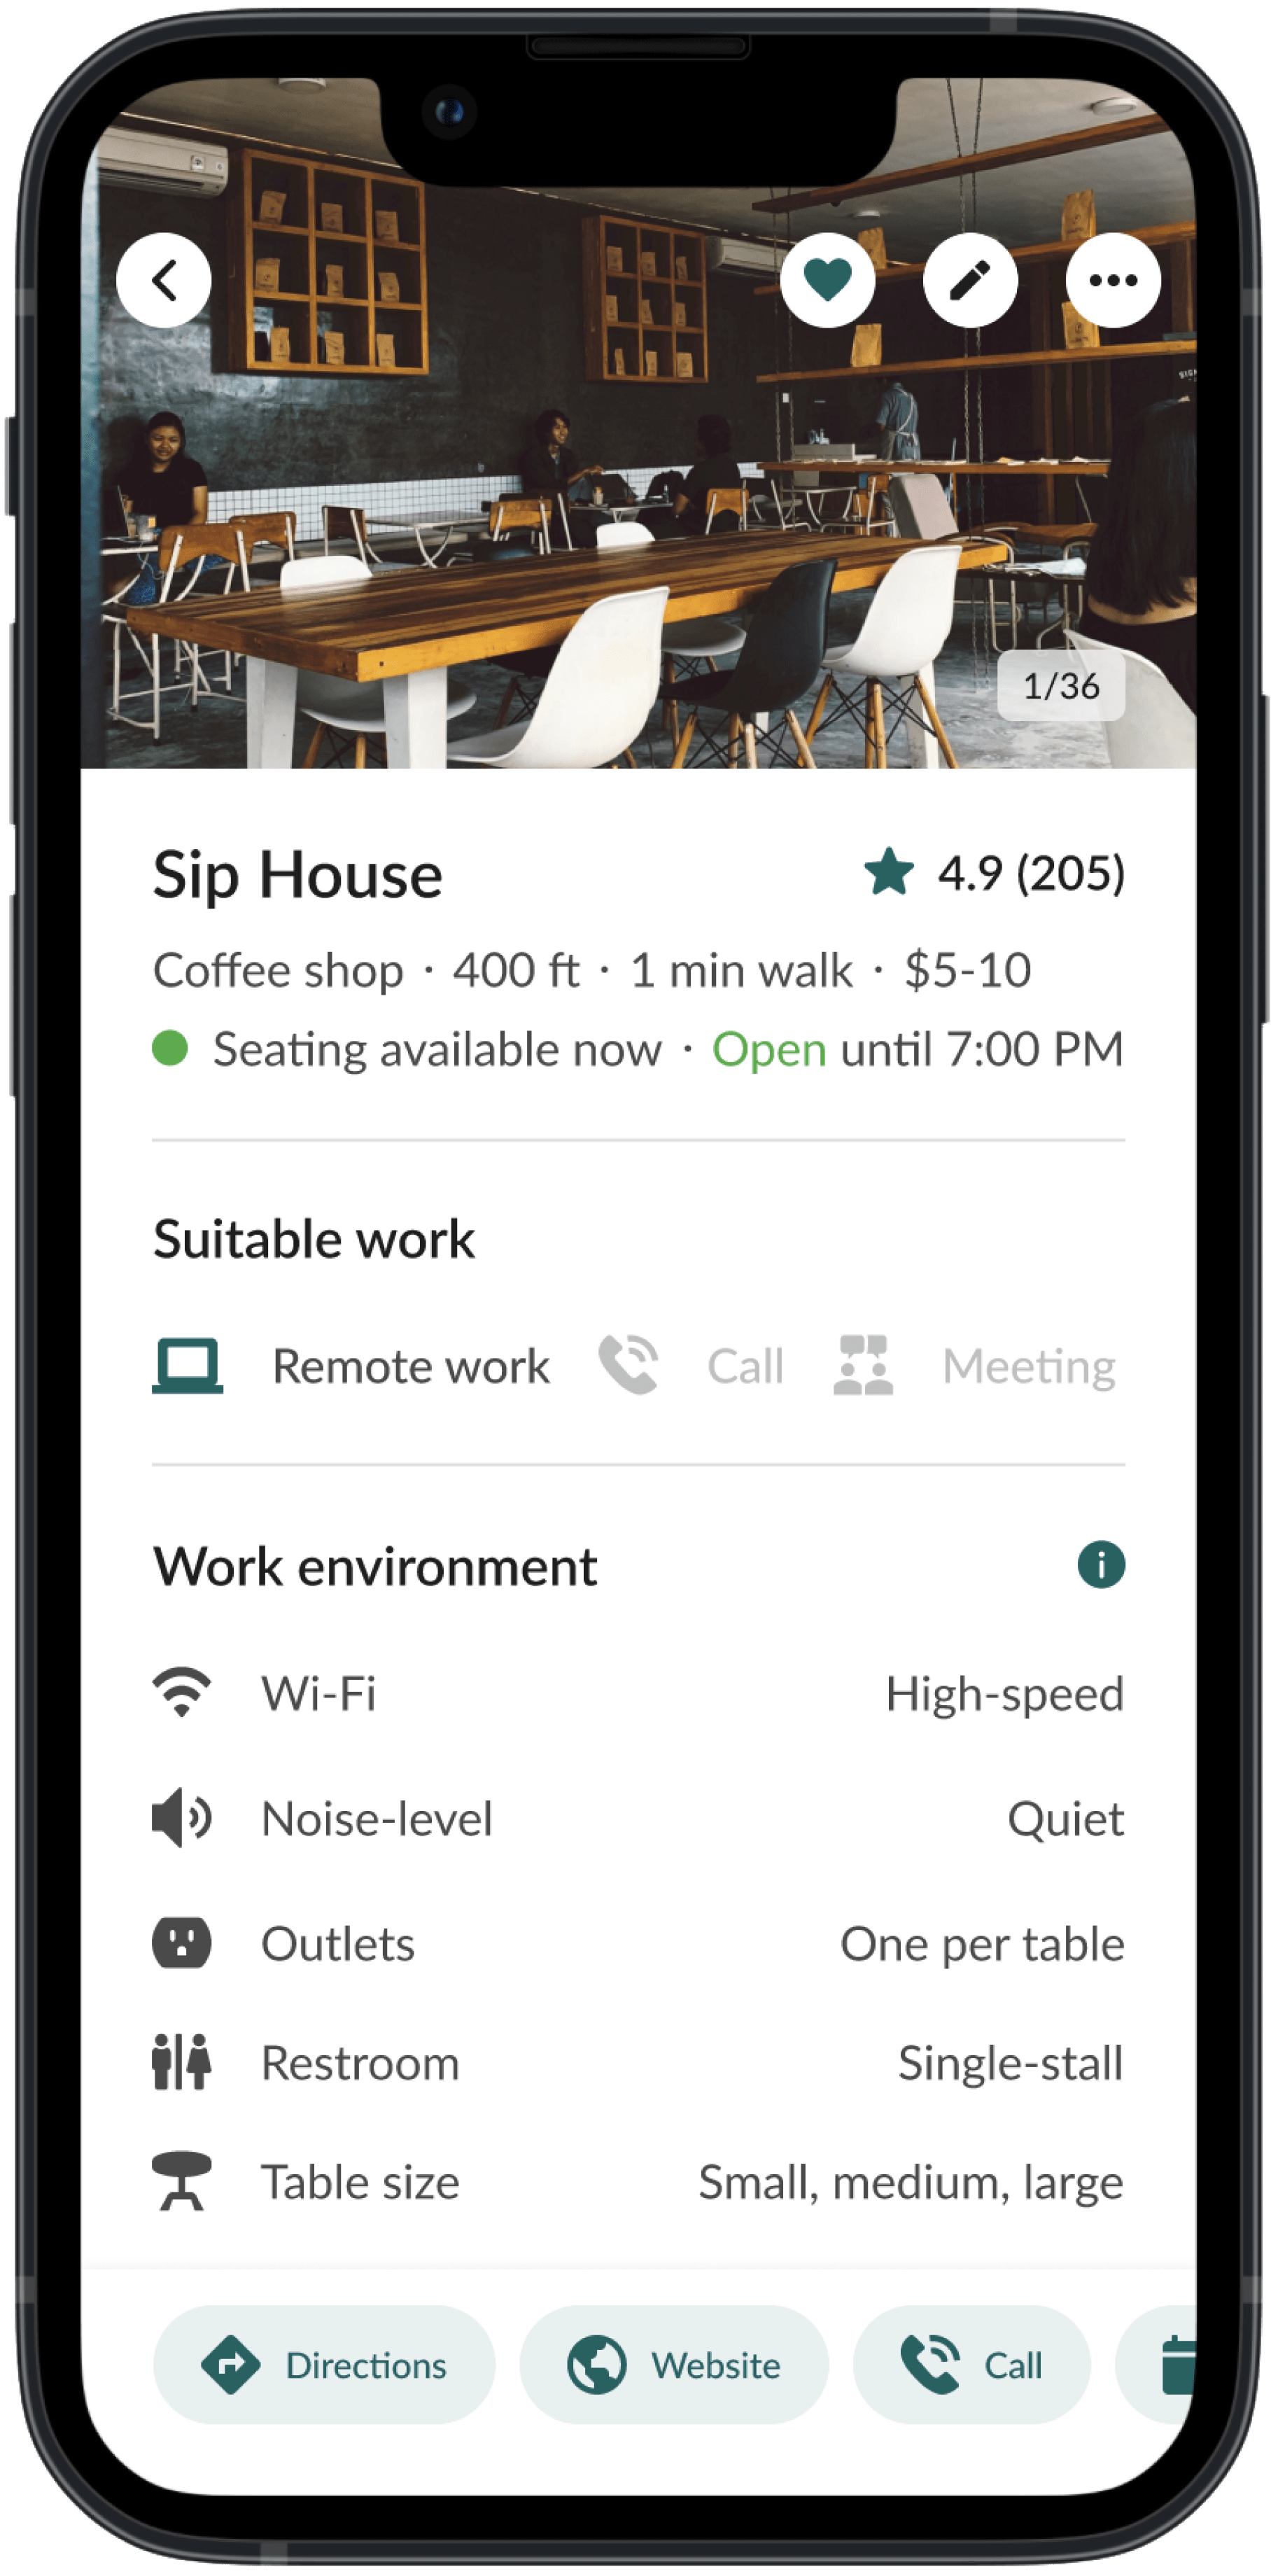 1/36
Sip House
4.9 (205)
Coffee shop · 400 ft · 1 min walk · $5-10
Seating available now · Open until 7:00 PM
Suitable work
Remote work
Call
Meeting
Work environment
Wi-Fi
High-speed
Noise-level
Quiet
Outlets
One per table
Restroom
Single-stall
Table size
Small, medium, large
Directions
Website
Call